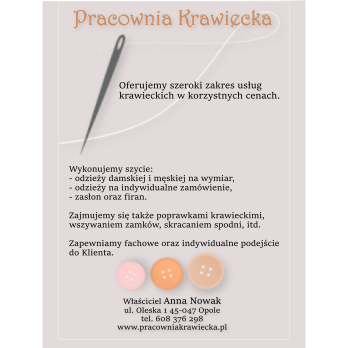 Pracownia Krawiecka
Oferujemy szeroki zakres usług
krawieckich w korzystnych cenach.
Wykonujemy szycie:
- odzieży damskiej i męskiej na wymiar,
- odzieży na indywidualne zamówienie,
- zasłon oraz firan.
Zajmujemy się także poprawkami krawieckimi,
wszywaniem zamków, skracaniem spodni, itd.
Zapewniamy fachowe oraz indywidualne podejście
do Klienta.
Właściciel Anna Nowak
ul. Oleska 1 45-047 Opole
tel. 608 376 298
www.pracowniakrawiecka.pl